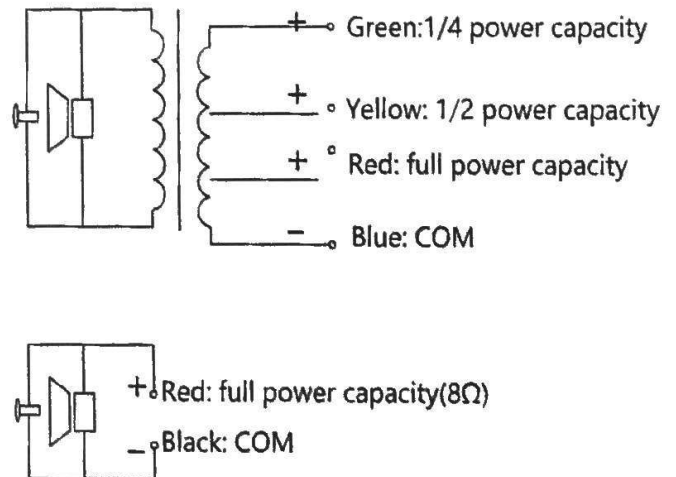 + Green:1/4 power capacity
+ Yellow: 1/2 power capacity
+ Red: full power capacity
- Blue: COM
+ Red: full power capacity(8Ω)
- Black: COM